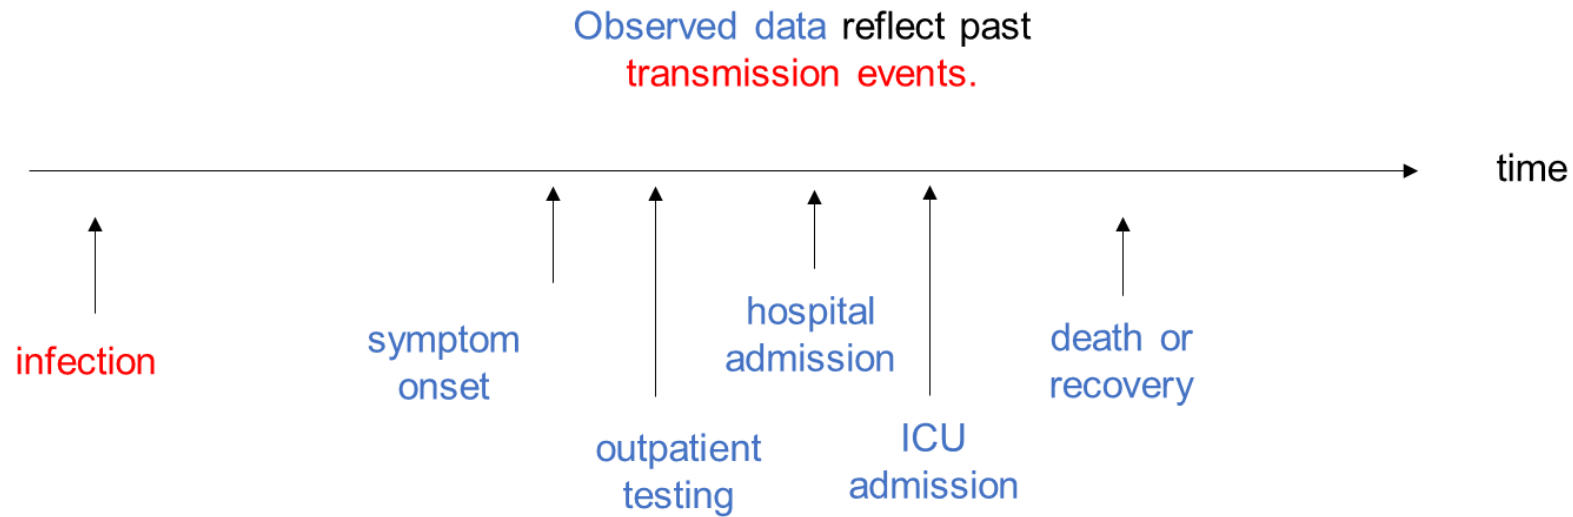 Observed data reflect past
transmission events.
time
infection
symptom
onset
outpatient
testing
hospital
admission
ICU
admission
death or
recovery